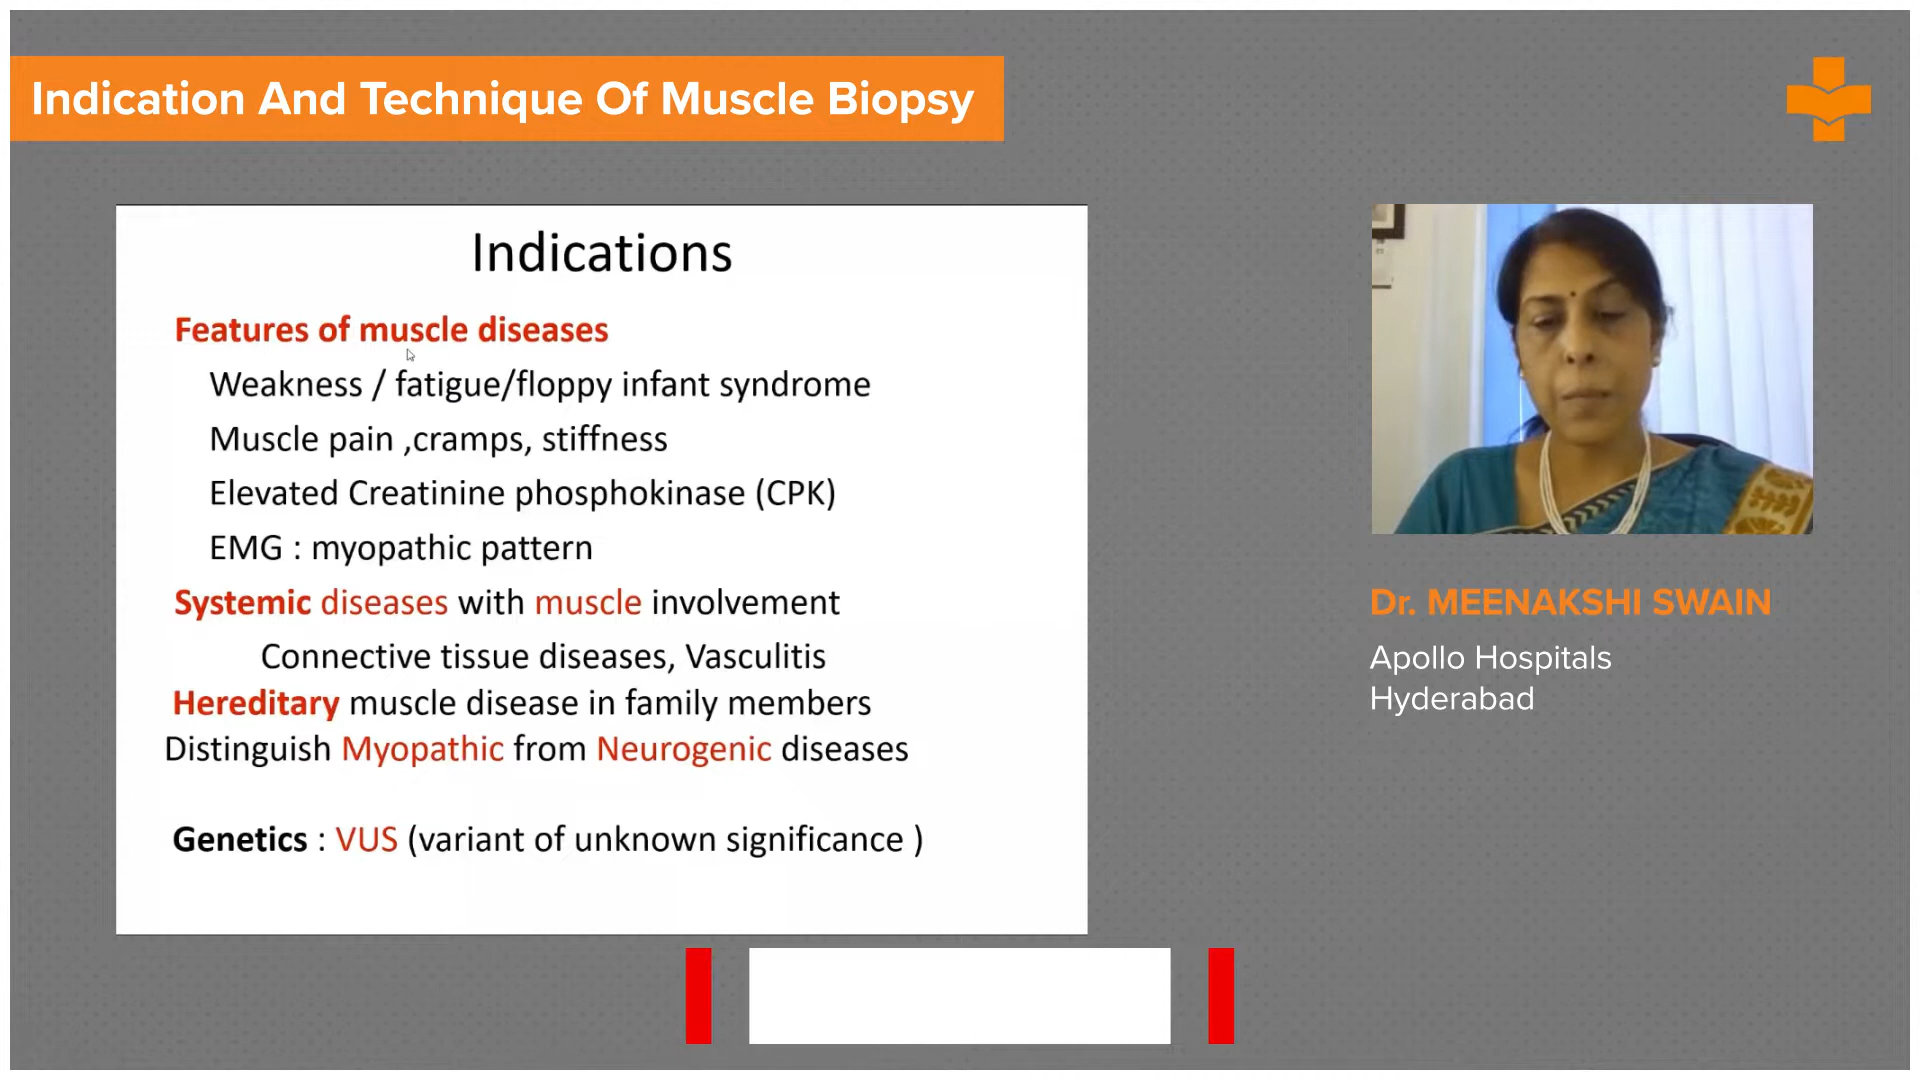 Indication And Technique Of Muscle Biopsy
Indications
Features of muscle diseases
Weakness / fatigue/floppy infant syndrome
Muscle pain ,cramps, stiffness
Elevated Creatinine phosphokinase (CPK)
EMG : myopathic pattern
Systemic diseases with muscle involvement
Connective tissue diseases, Vasculitis
Hereditary muscle disease in family members
Distinguish Myopathic from Neurogenic diseases
Genetics : VUS (variant of unknown significance )
Dr. MEENAKSHI SWAIN
Apollo Hospitals
Hyderabad